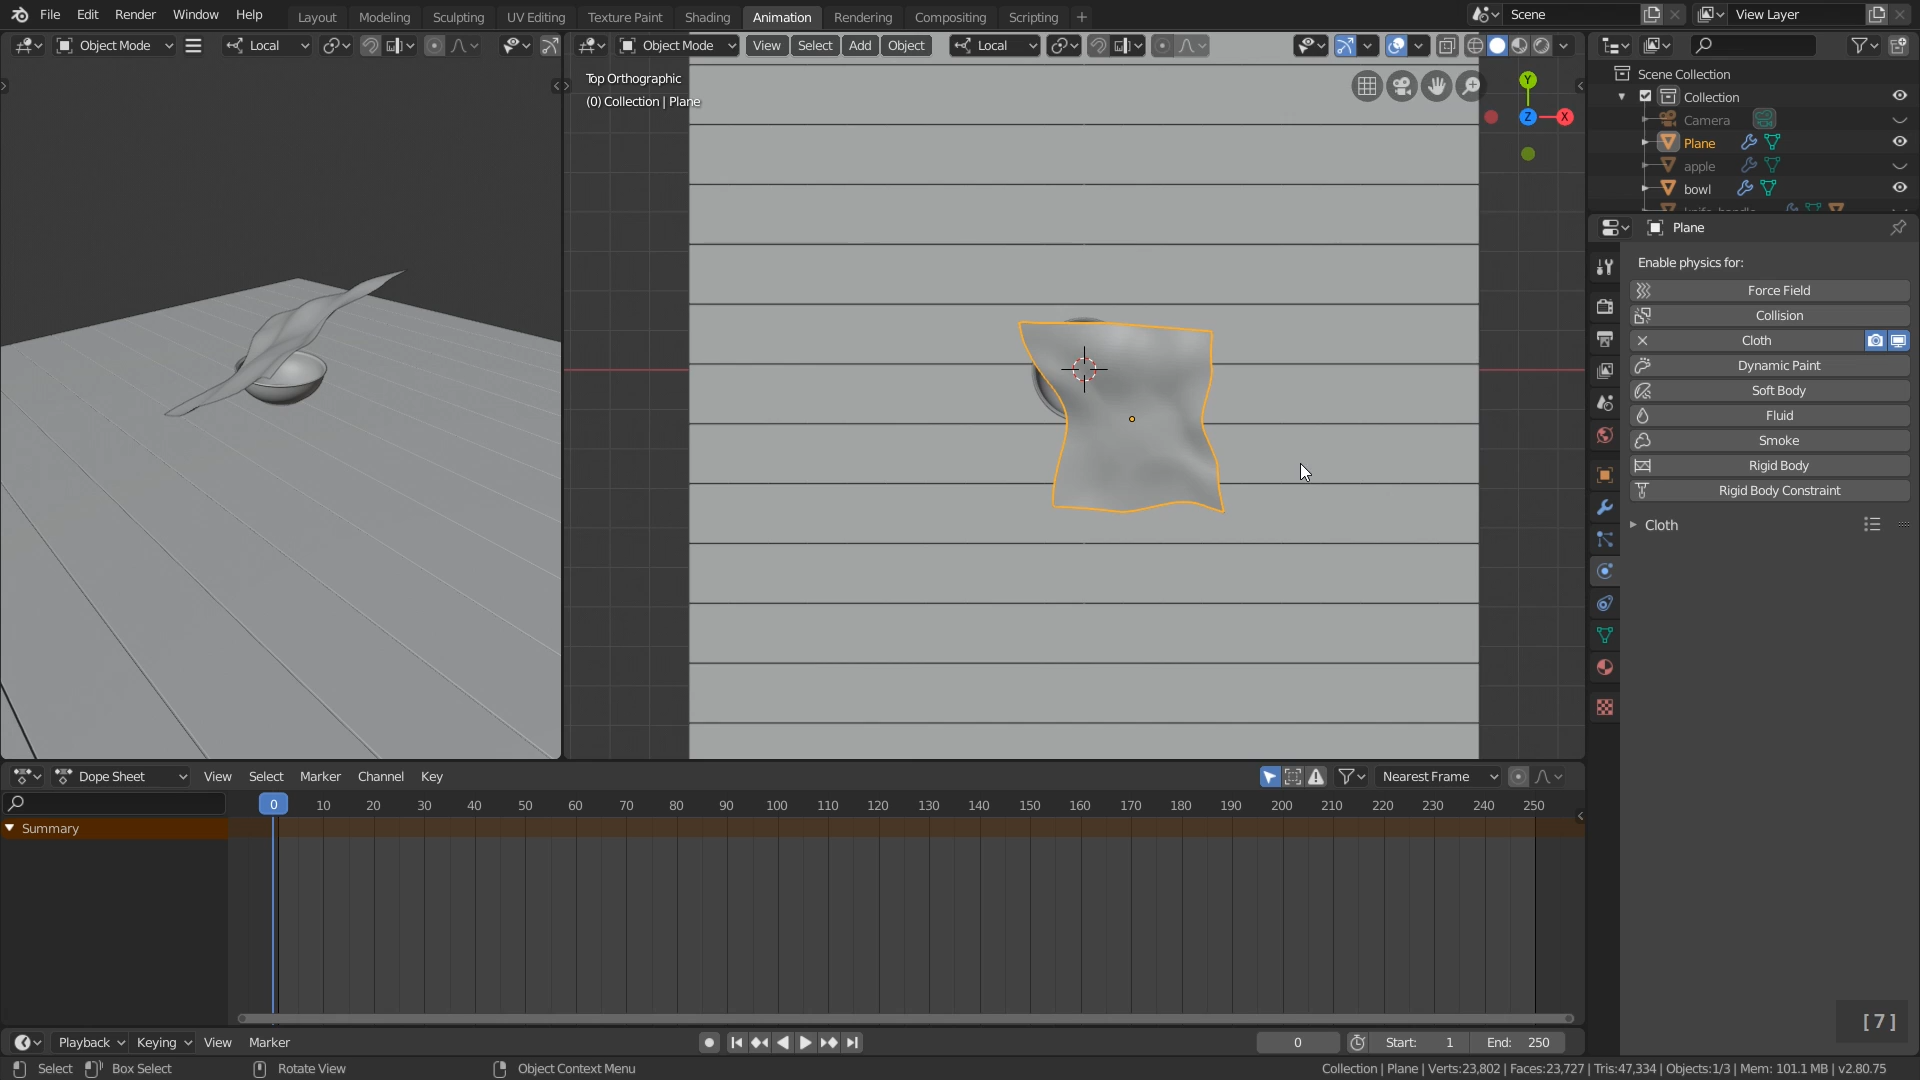 File Edit Render Window Help Layout Modeling Sculpting UV Editing Texture Paint Shading Animation Rendering Compositing Scripting + Scene View Layer
Object Mode Local
Object Mode View Select Add Object Local
Top Orthographic
(0) Collection | Plane
Y
Z X
Scene Collection
Collection
Camera
Plane
apple
bowl
Plane
Enable physics for:
Force Field
Collision
Cloth
Dynamic Paint
Soft Body
Fluid
Smoke
Rigid Body
Rigid Body Constraint
Cloth
Dope Sheet View Select Marker Channel Key Nearest Frame
0 10 20 30 40 50 60 70 80 90 100 110 120 130 140 150 160 170 180 190 200 210 220 230 240 250
Summary
[7]
Playback Keying View Marker 0 Start: 1 End: 250
Select Box Select Rotate View Object Context Menu Collection | Plane | Verts:23,802 | Faces:23,727 | Tris:47,334 | Objects:1/3 | Mem: 101.1 MB | v2.80.75